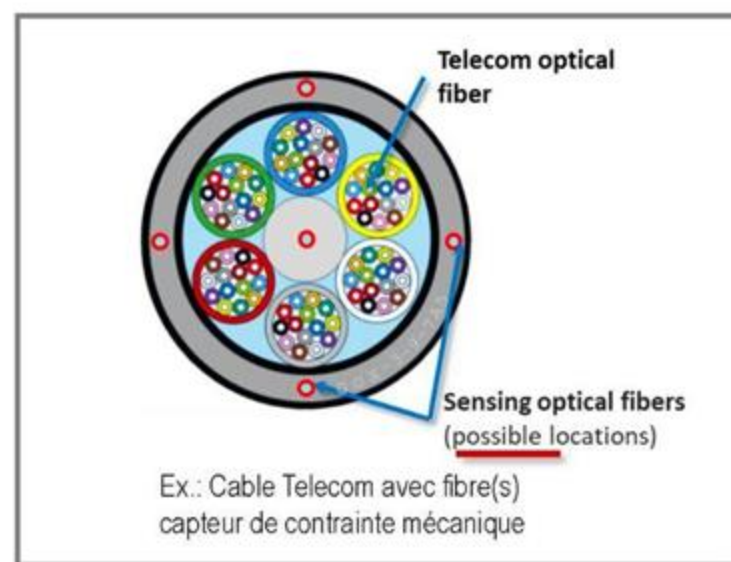 Telecom optical
fiber
Sensing optical fibers
(possible locations)
Ex.: Cable Telecom avec fibre(s)
capteur de contrainte mécanique